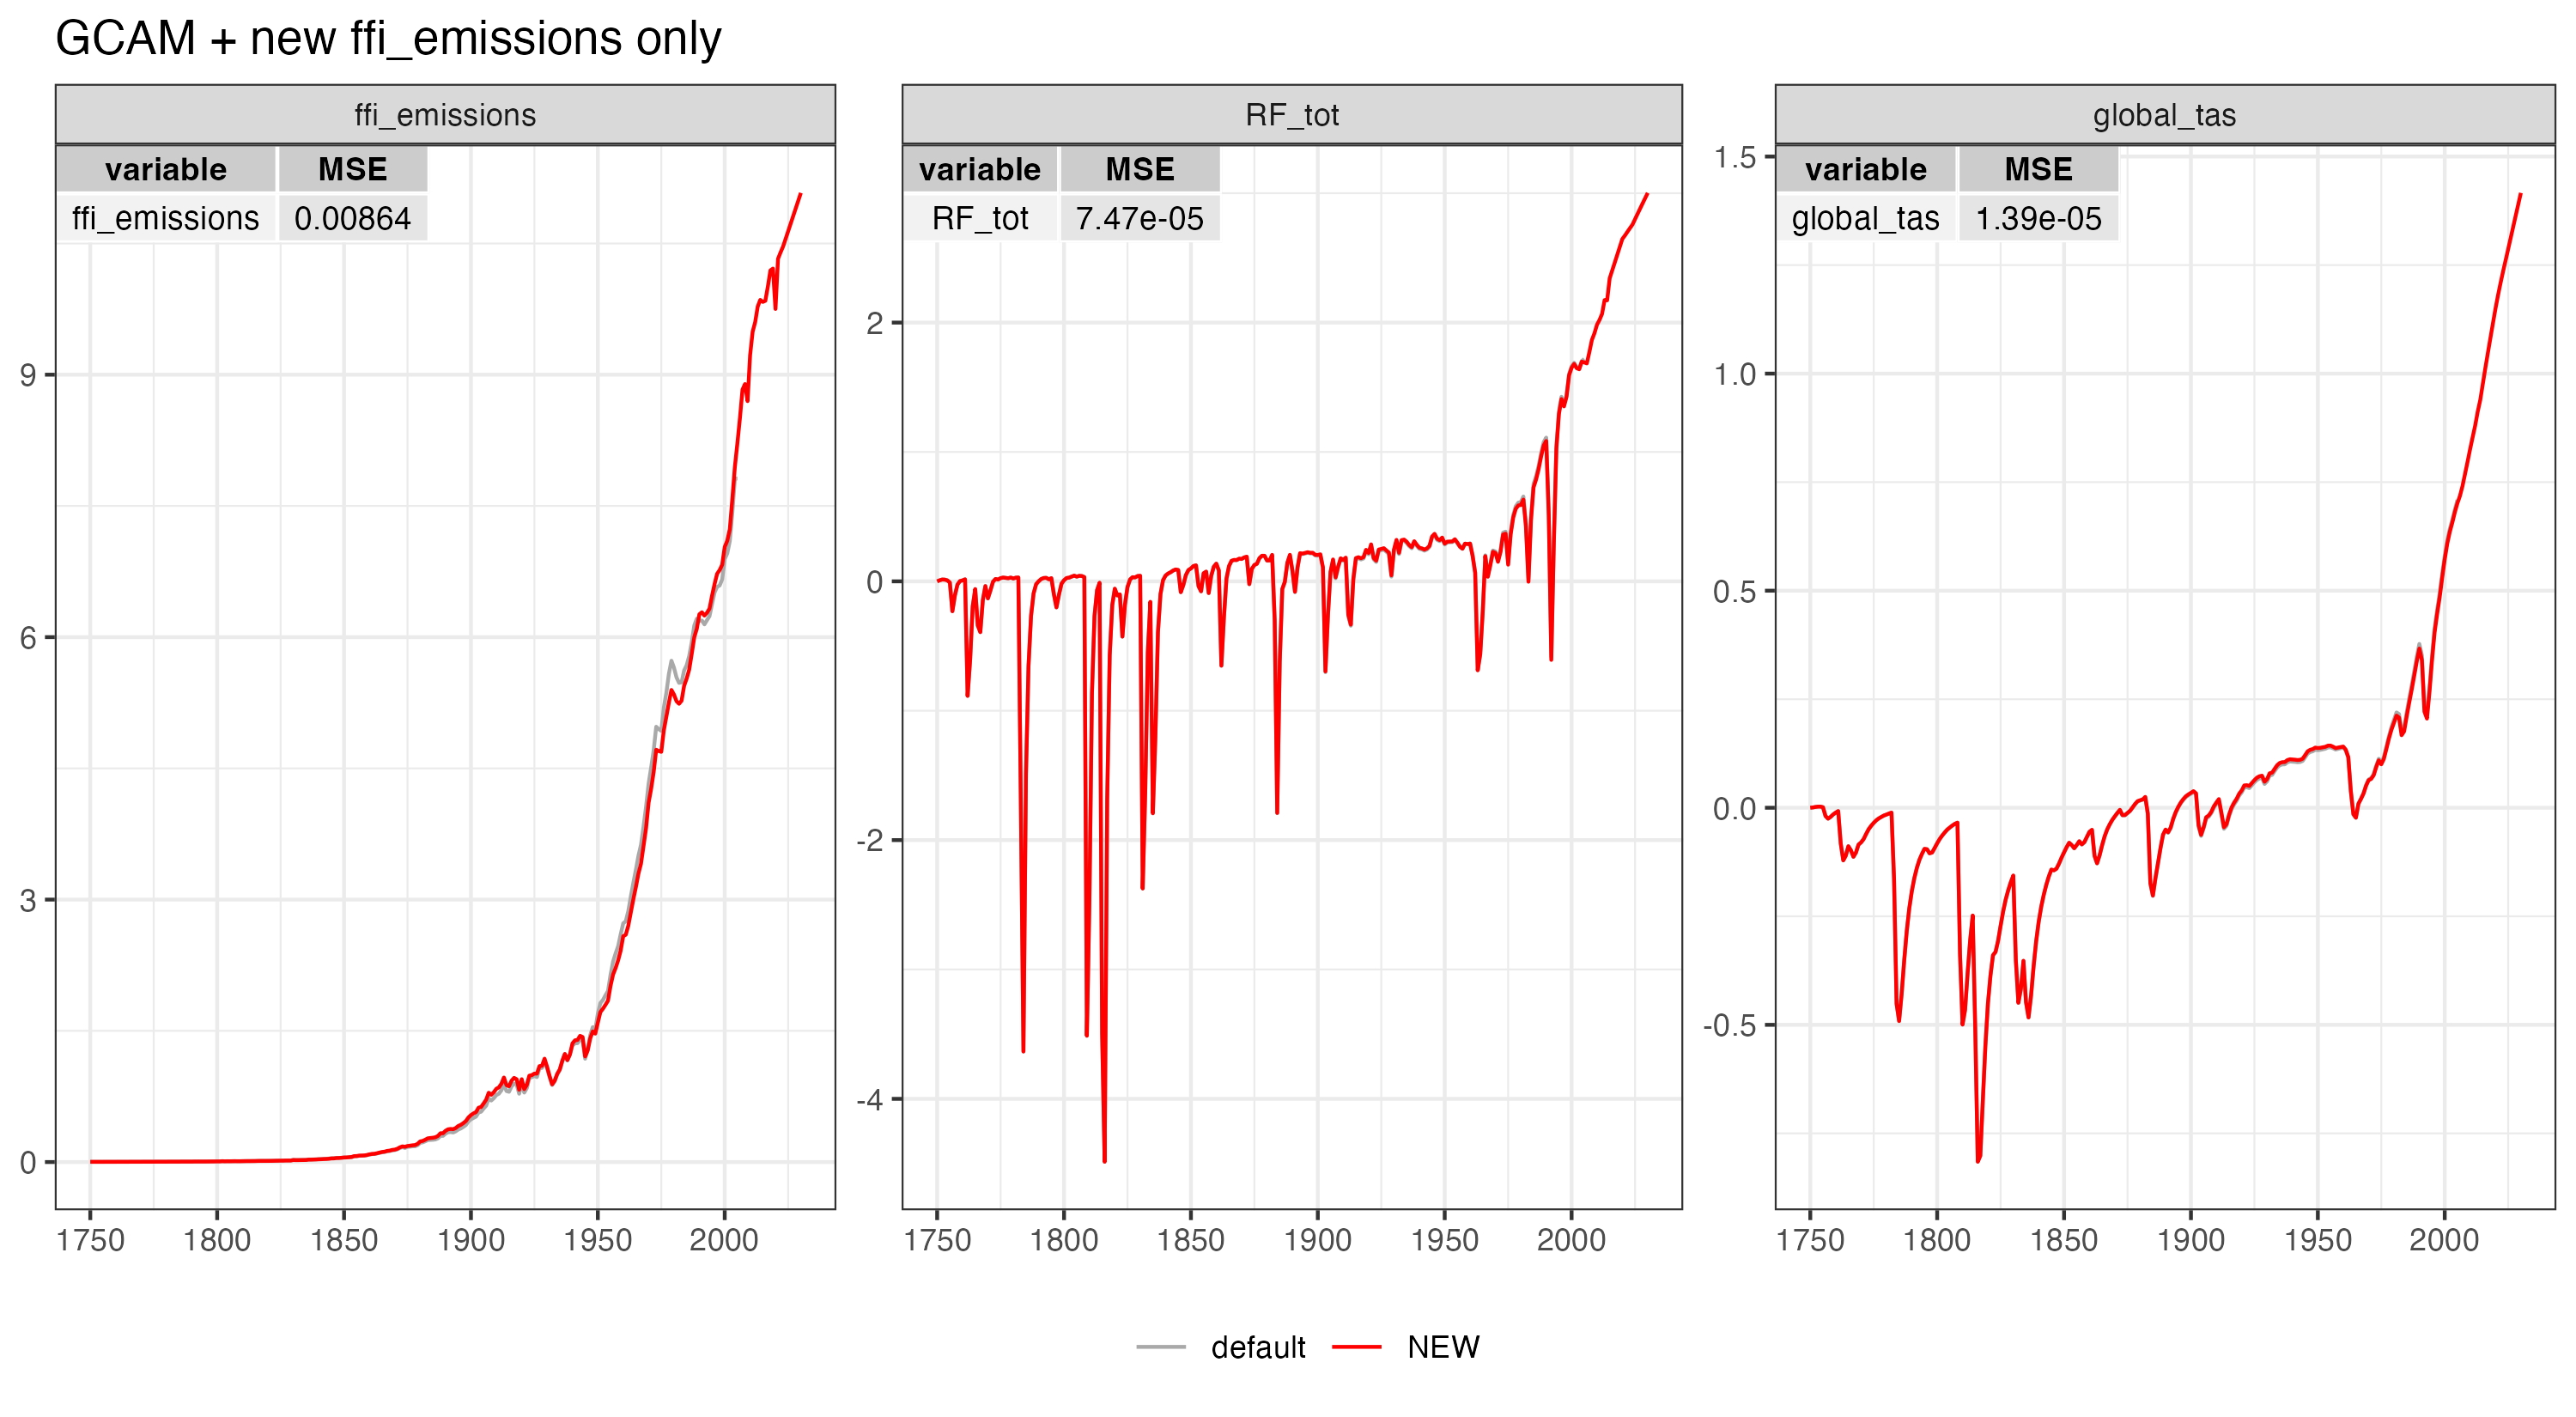 GCAM + new ffi_emissions only
ffi_emissions
variable MSE
ffi_emissions 0.00864
9
6
3
0
1750 1800 1850 1900 1950 2000
RF_tot
variable MSE
RF_tot 7.47e-05
2
0
-2
-4
1750 1800 1850 1900 1950 2000
global_tas
variable MSE
global_tas 1.39e-05
1.5
1.0
0.5
0.0
-0.5
1750 1800 1850 1900 1950 2000
default NEW